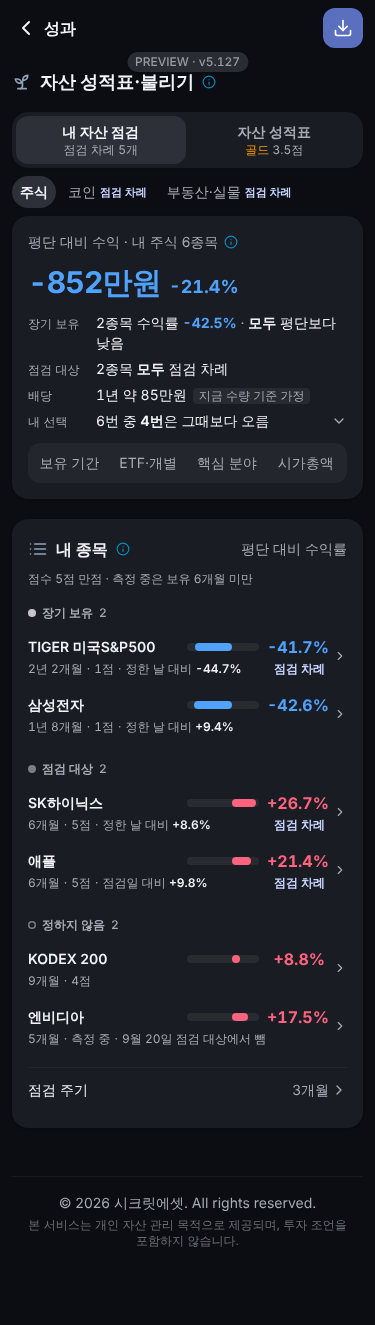 성과
PREVIEW · v5.127
자산 성적표·불리기
내 자산 점검
점검 차례 5개
자산 성적표
골드 3.5점
주식
코인 점검 차례
부동산·실물 점검 차례
평단 대비 수익 · 내 주식 6종목
-852만원 -21.4%
장기 보유 2종목 수익률 -42.5% · 모두 평단보다
낮음
점검 대상 2종목 모두 점검 차례
배당 1년 약 85만원 지금 수량 기준 가정
내 선택 6번 중 4번은 그때보다 오름
보유 기간 ETF·개별 핵심 분야 시가총액
내 종목 평단 대비 수익률
점수 5점 만점 · 측정 중은 보유 6개월 미만
장기 보유 2
TIGER 미국S&P500 -41.7%
2년 2개월 · 1점 · 정한 날 대비 -44.7% 점검 차례
삼성전자 -42.6%
1년 8개월 · 1점 · 정한 날 대비 +9.4%
점검 대상 2
SK하이닉스 +26.7%
6개월 · 5점 · 정한 날 대비 +8.6% 점검 차례
애플 +21.4%
6개월 · 5점 · 점검일 대비 +9.8% 점검 차례
정하지 않음 2
KODEX 200 +8.8%
9개월 · 4점
엔비디아 +17.5%
5개월 · 측정 중 · 9월 20일 점검 대상에서 뺌
점검 주기 3개월
© 2026 시크릿에셋. All rights reserved.
본 서비스는 개인 자산 관리 목적으로 제공되며, 투자 조언을
포함하지 않습니다.